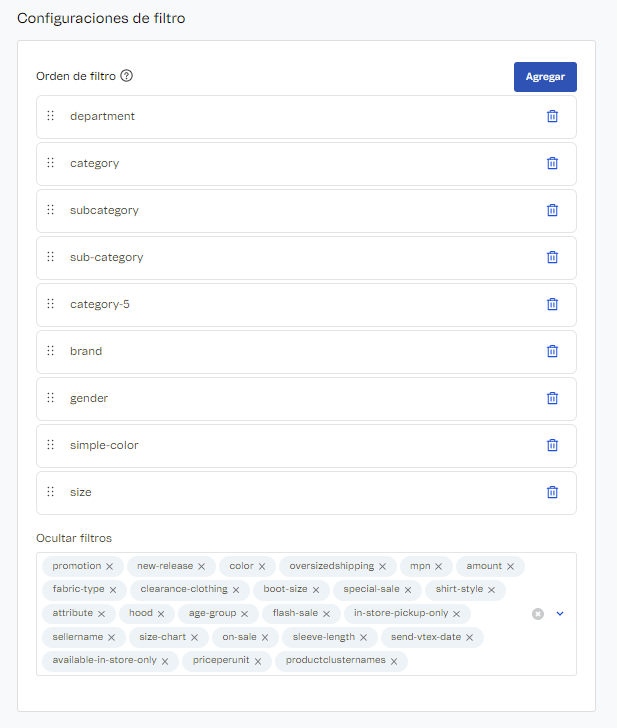 Configuraciones de filtro
Orden de filtro
Agregar
department
category
subcategory
sub-category
category-5
brand
gender
simple-color
size
Ocultar filtros
promotion new-release color oversizedshipping mpn amount
fabric-type clearance-clothing boot-size special-sale shirt-style
attribute hood age-group flash-sale in-store-pickup-only
sellername size-chart on-sale sleeve-length send-vtex-date
available-in-store-only priceperunit productclusternames